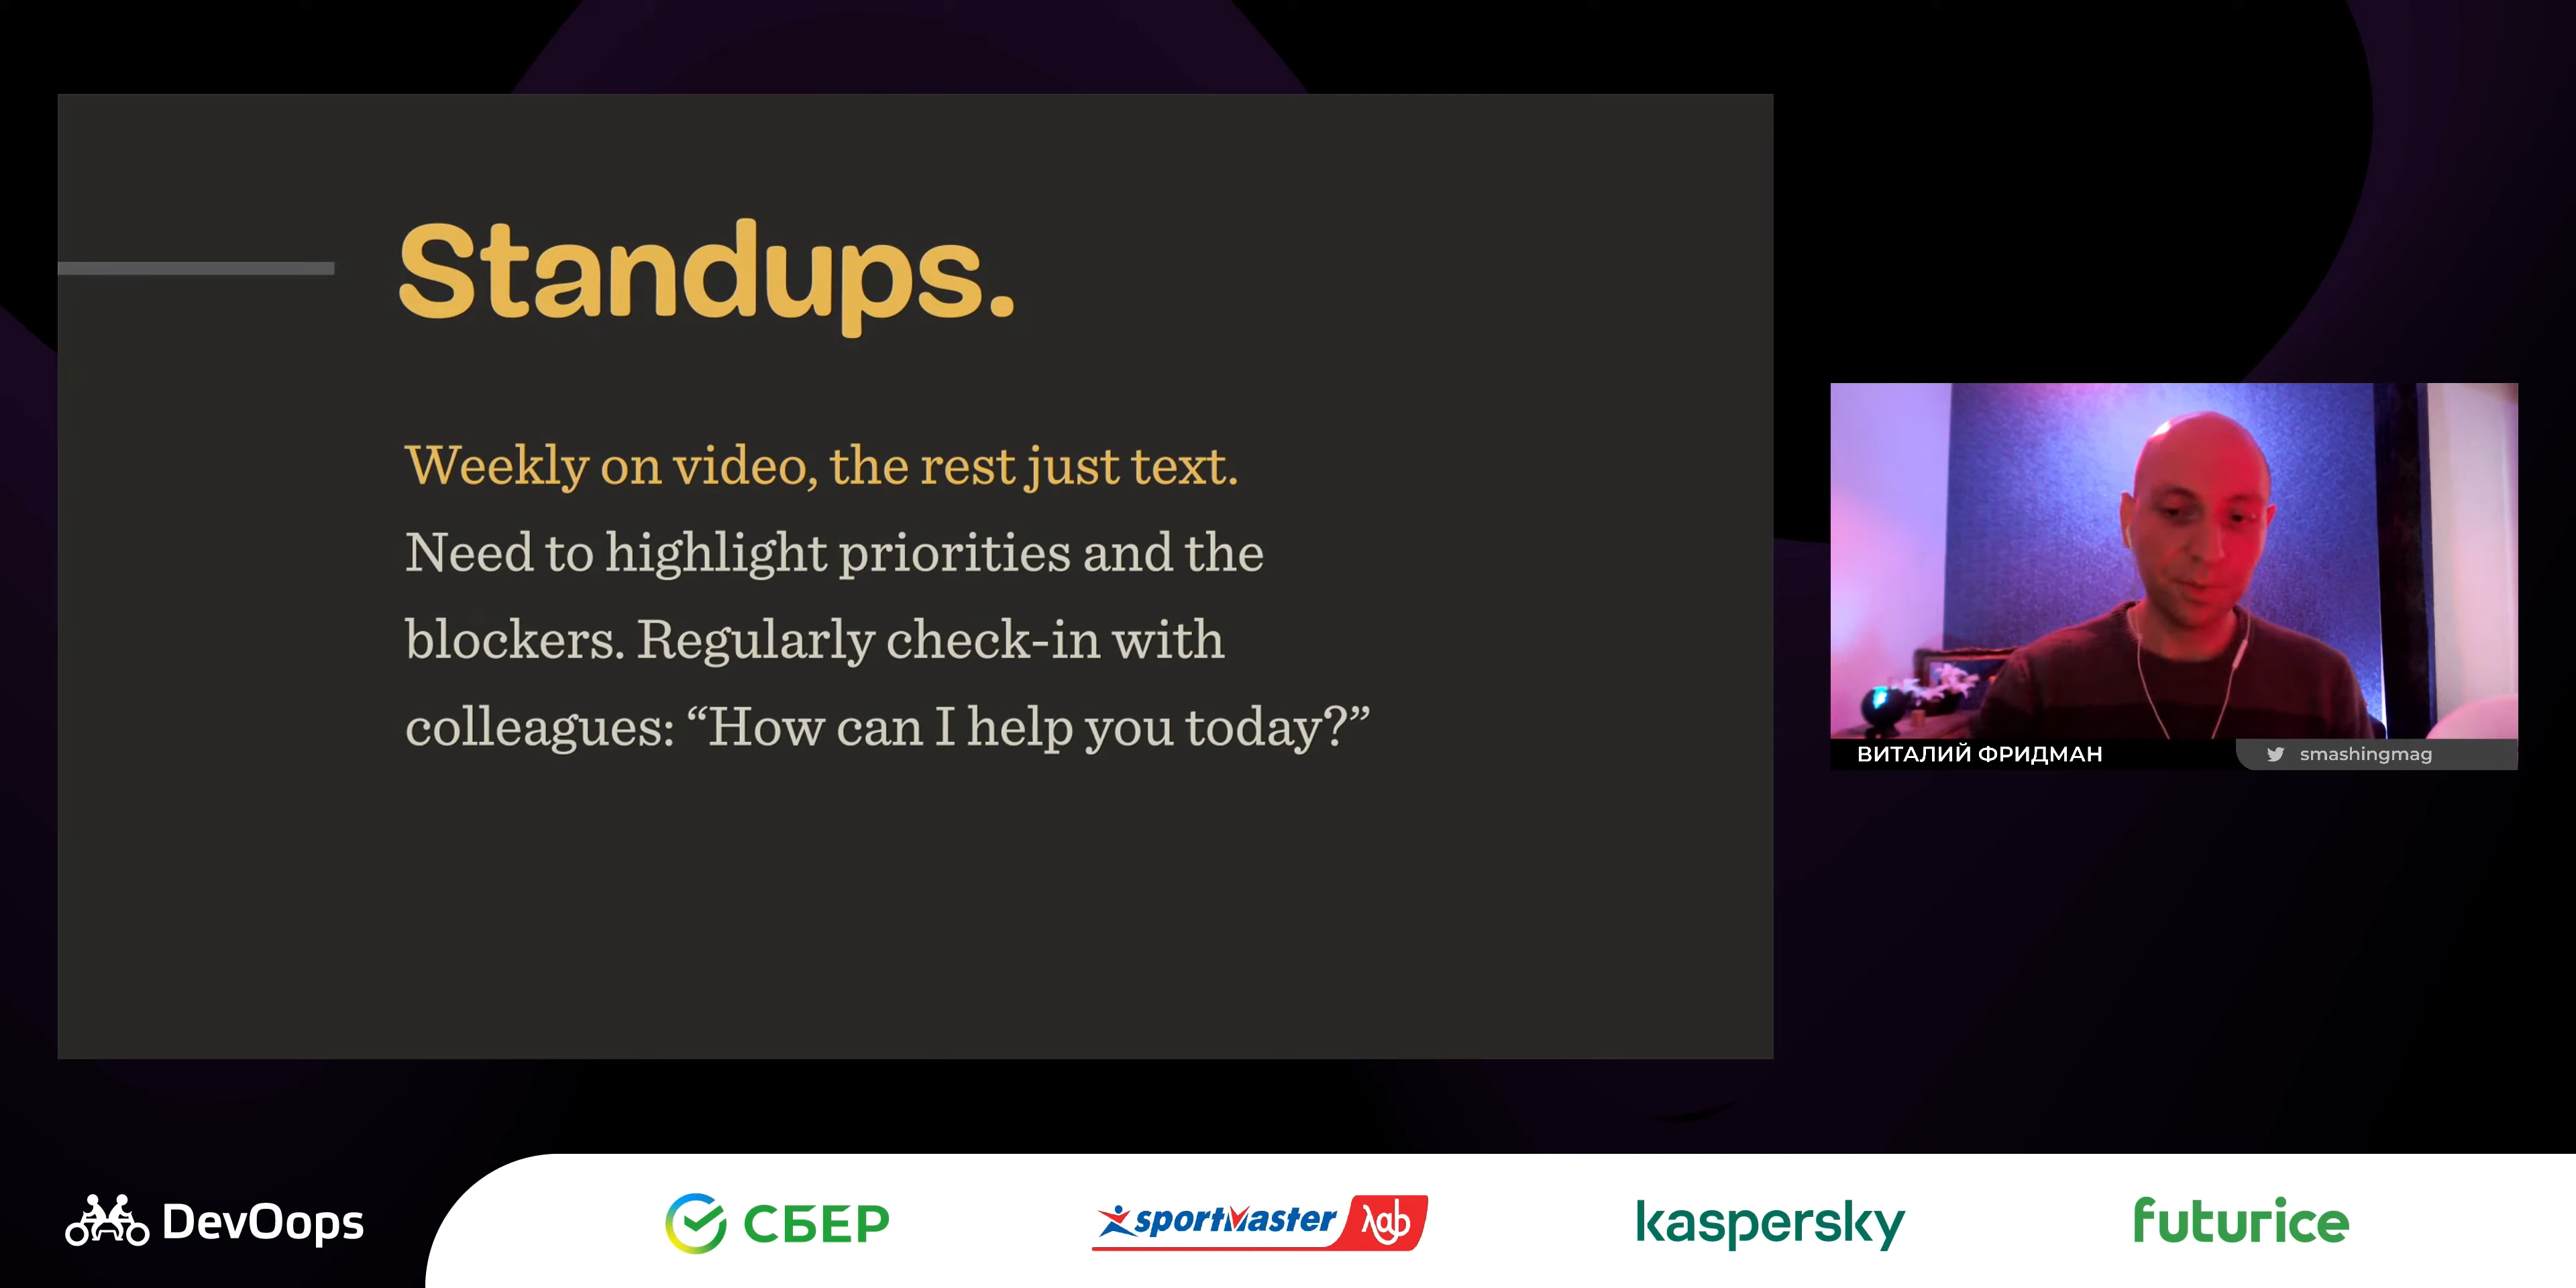 Standups.
Weekly on video, the rest just text.
Need to highlight priorities and the
blockers. Regularly check-in with
colleagues: “How can I help you today?”
ВИТАЛИЙ ФРИДМАН
smashingmag
DevOops
СБЕР
sportmaster лab
kaspersky
futurice